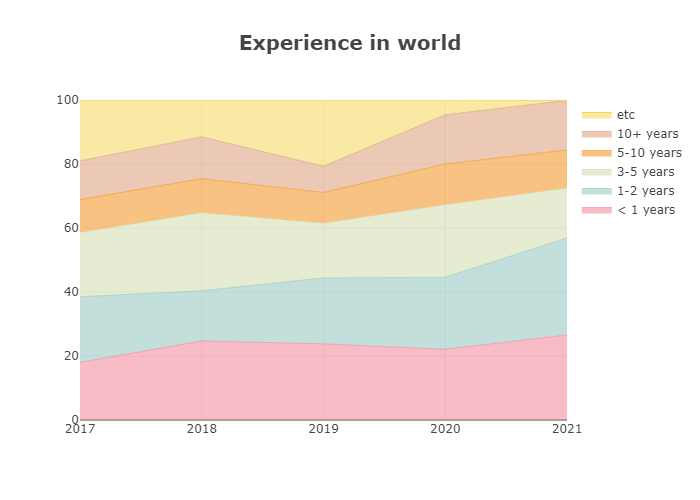 Experience in world
100
80
60
40
20
0
2017
2018
2019
2020
2021
etc
10+ years
5-10 years
3-5 years
1-2 years
< 1 years